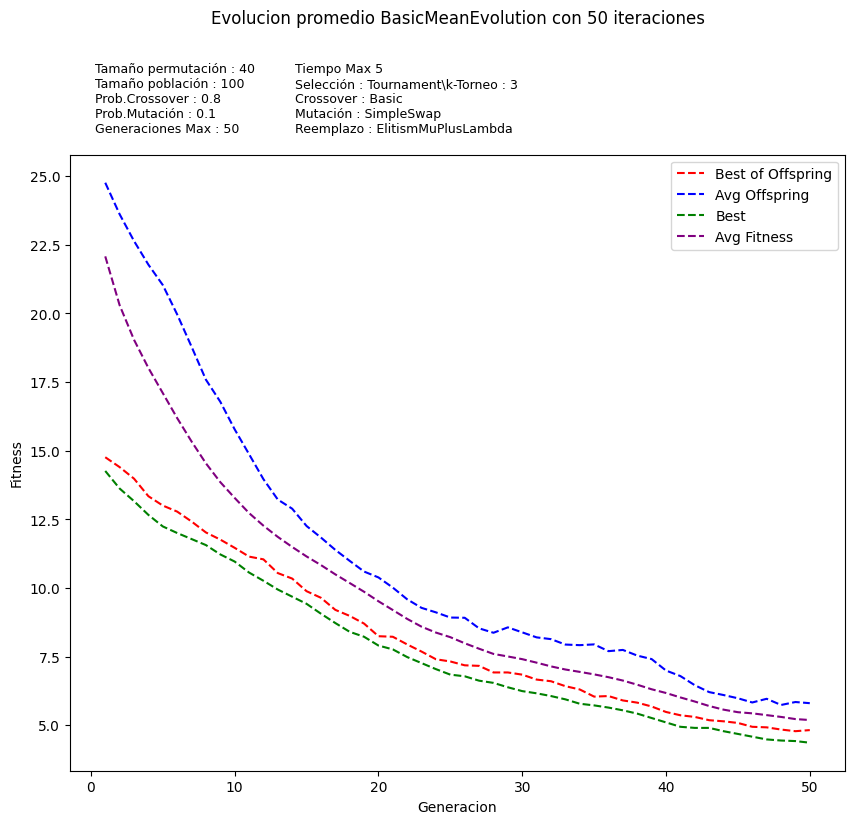 Evolucion promedio BasicMeanEvolution con 50 iteraciones
Tamaño permutación : 40
Tamaño población : 100
Prob.Crossover : 0.8
Prob.Mutación : 0.1
Generaciones Max : 50
Tiempo Max 5
Selección : Tournament\k-Torneo : 3
Crossover : Basic
Mutación : SimpleSwap
Reemplazo : ElitismMuPlusLambda
Best of Offspring
Avg Offspring
Best
Avg Fitness
Fitness
25.0
22.5
20.0
17.5
15.0
12.5
10.0
7.5
5.0
0
10
20
30
40
50
Generacion